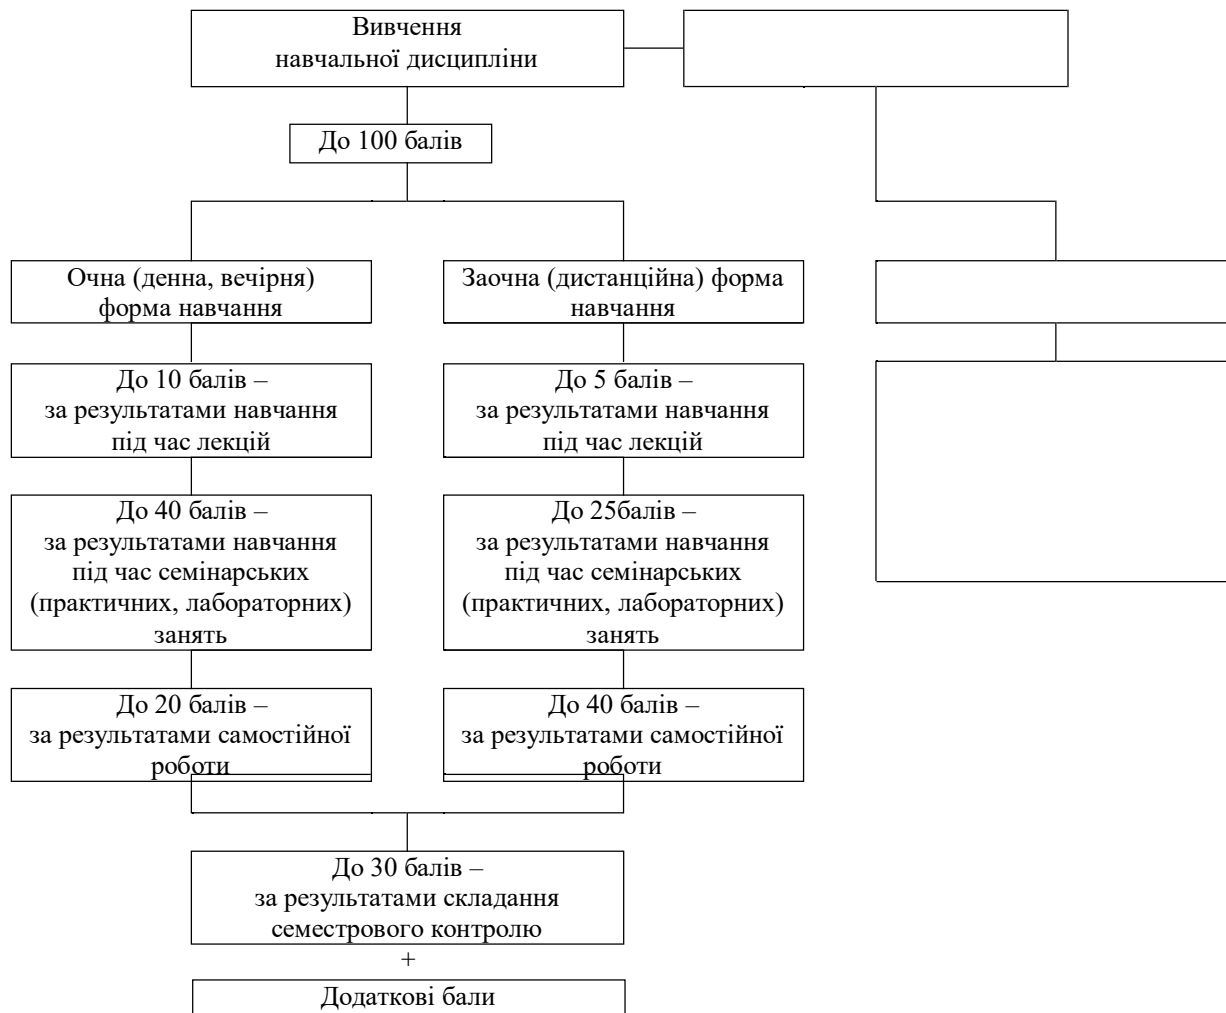 Вивчення
навчальної дисципліни
До 100 балів
Очна (денна, вечірня)
форма навчання
Заочна (дистанційна) форма
навчання
До 10 балів –
за результатами навчання
під час лекцій
До 5 балів –
за результатами навчання
під час лекцій
До 40 балів –
за результатами навчання
під час семінарських
(практичних, лабораторних)
занять
До 25балів –
за результатами навчання
під час семінарських
(практичних, лабораторних)
занять
До 20 балів –
за результатами самостійної
роботи
До 40 балів –
за результатами самостійної
роботи
До 30 балів –
за результатами складання
семестрового контролю
+
Додаткові бали